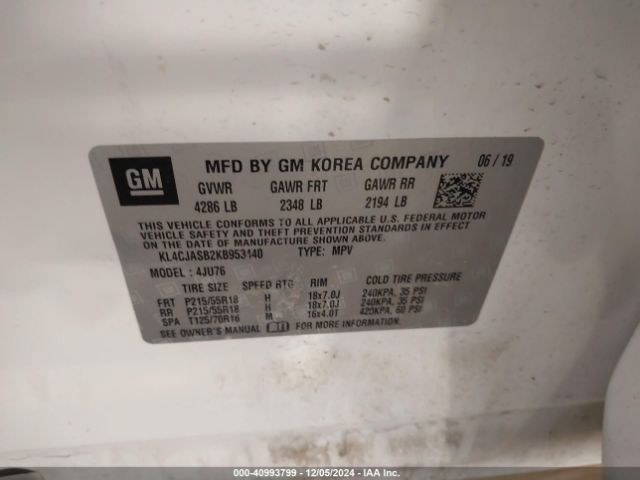 GM MFD BY GM KOREA COMPANY 06 / 19
GVWR GAWR FRT GAWR RR
4286 LB 2348 LB 2194 LB
THIS VEHICLE CONFORMS TO ALL APPLICABLE U.S. FEDERAL MOTOR
VEHICLE SAFETY AND THEFT PREVENTION STANDARDS IN
EFFECT ON THE DATE OF MANUFACTURE SHOWN ABOVE.
KL4CJASB2KB953140 TYPE: MPV
MODEL: 4JU76
TIRE SIZE SPEED RTG RIM COLD TIRE PRESSURE
FRT P215/55R18 H 18x7.0J 240KPA, 35 PSI
RR P215/55R18 H 18x7.0J 240KPA, 35 PSI
SPA T125/70R16 M 16x4.0T 420KPA, 60 PSI
SEE OWNER'S MANUAL FOR MORE INFORMATION.
000-40993799 - 12/05/2024 - IAA Inc.